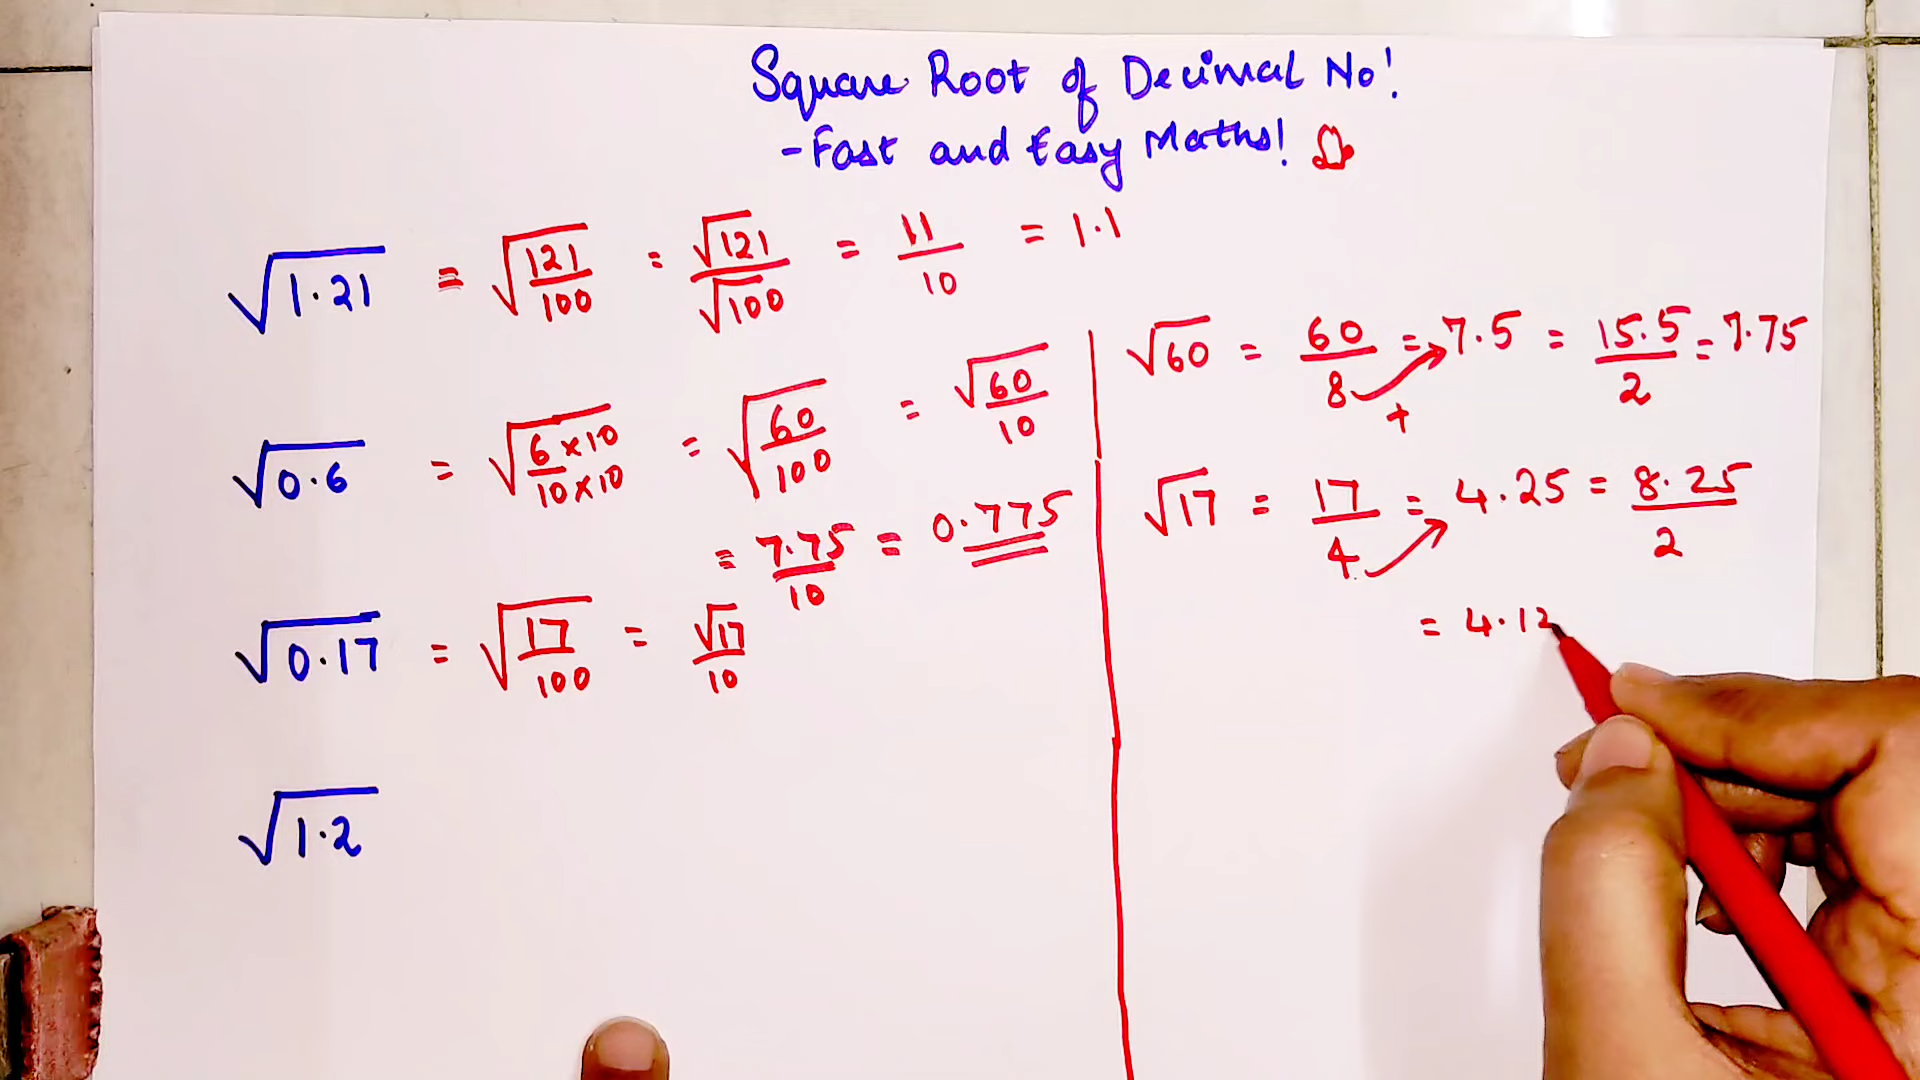 Square Root of Decimal No!
-Fast and Easy Maths!
√1.21 = √(121/100) = √121/√100 = 11/10 = 1.1
√0.6 = √(6×10/10×10) = √(60/100) = √60/10
= 7.75/10 = 0.775
√0.17 = √(17/100) = √17/10
√1.2
√60 = 60/8 = 7.5 = 15.5/2 = 7.75
+
√17 = 17/4 = 4.25 = 8.25/2
= 4.12